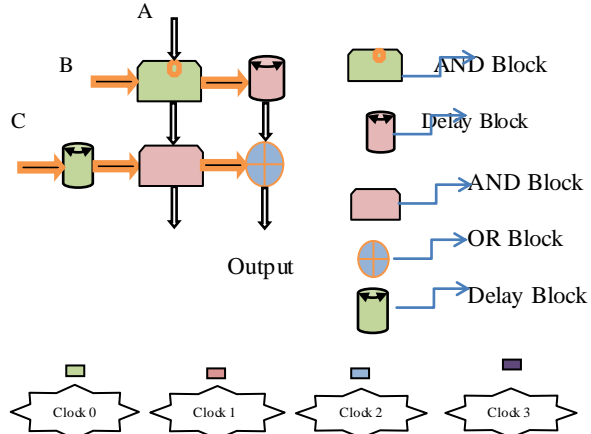 A
B
C
Output
AND Block
Delay Block
AND Block
OR Block
Delay Block
Clock 0
Clock 1
Clock 2
Clock 3